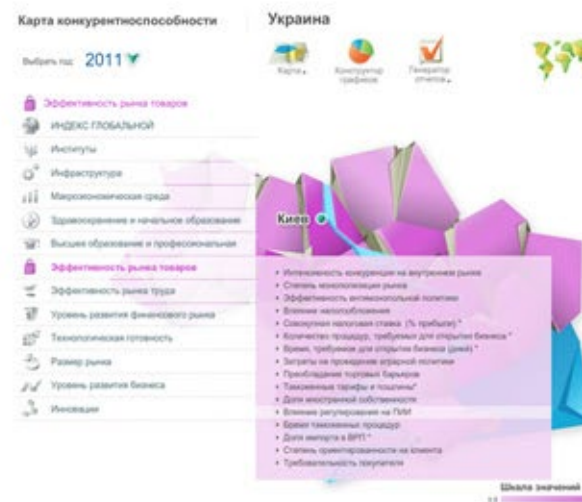 Карта конкурентноспособности
Украина
Выбрать год: 2011
Карта
Конструктор графиков
Генератор отчетов
Эффективность рынка товаров
ИНДЕКС ГЛОБАЛЬНОЙ
Институты
Инфраструктура
Макроэкономическая среда
Здравоохранение и начальное образование
Высшее образование и профессиональная
Эффективность рынка товаров
Эффективность рынка труда
Уровень развития финансового рынка
Технологическая готовность
Размер рынка
Уровень развития бизнеса
Инновации
Киев
Интенсивность конкуренции на внутреннем рынке
Степень монополизации рынка
Эффективность антимонопольной политики
Влияние налогообложения
Совокупная налоговая ставка (% прибыли) *
Количество процедур, требуемых для открытия бизнеса *
Время, требуемое для открытия бизнеса (дней) *
Затраты на проведение аграрной политики
Преобладание торговых барьеров
Таможенные тарифы и пошлины*
Доля иностранной собственности
Влияние регулирования на ПИИ
Бремя таможенных процедур
Доля импорта в ВРП *
Степень ориентированности на клиента
Требовательность покупателя
Шкала значений